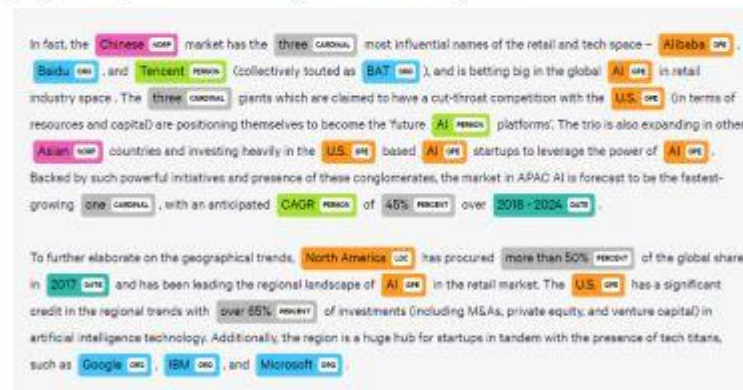 In fact, the Chinese NORP market has the three CARDINAL most influential names of the retail and tech space – Alibaba GPE ,
Baidu ORG , and Tencent PERSON (collectively touted as BAT ORG ), and is betting big in the global AI GPE in retail
industry space . The three CARDINAL giants which are claimed to have a cut-throat competition with the U.S. GPE (in terms of
resources and capital) are positioning themselves to become the 'future AI PERSON platforms'. The trio is also expanding in other
Asian NORP countries and investing heavily in the U.S. GPE based AI GPE startups to leverage the power of AI GPE .
Backed by such powerful initiatives and presence of these conglomerates, the market in APAC AI is forecast to be the fastest-
growing one CARDINAL , with an anticipated CAGR PERSON of 45% PERCENT over 2018 - 2024 DATE .
To further elaborate on the geographical trends, North America LOC has procured more than 50% PERCENT of the global share
in 2017 DATE and has been leading the regional landscape of AI GPE in the retail market. The U.S. GPE has a significant
credit in the regional trends with over 65% PERCENT of investments (including M&As, private equity, and venture capital) in
artificial intelligence technology. Additionally, the region is a huge hub for startups in tandem with the presence of tech titans,
such as Google ORG , IBM ORG , and Microsoft ORG .